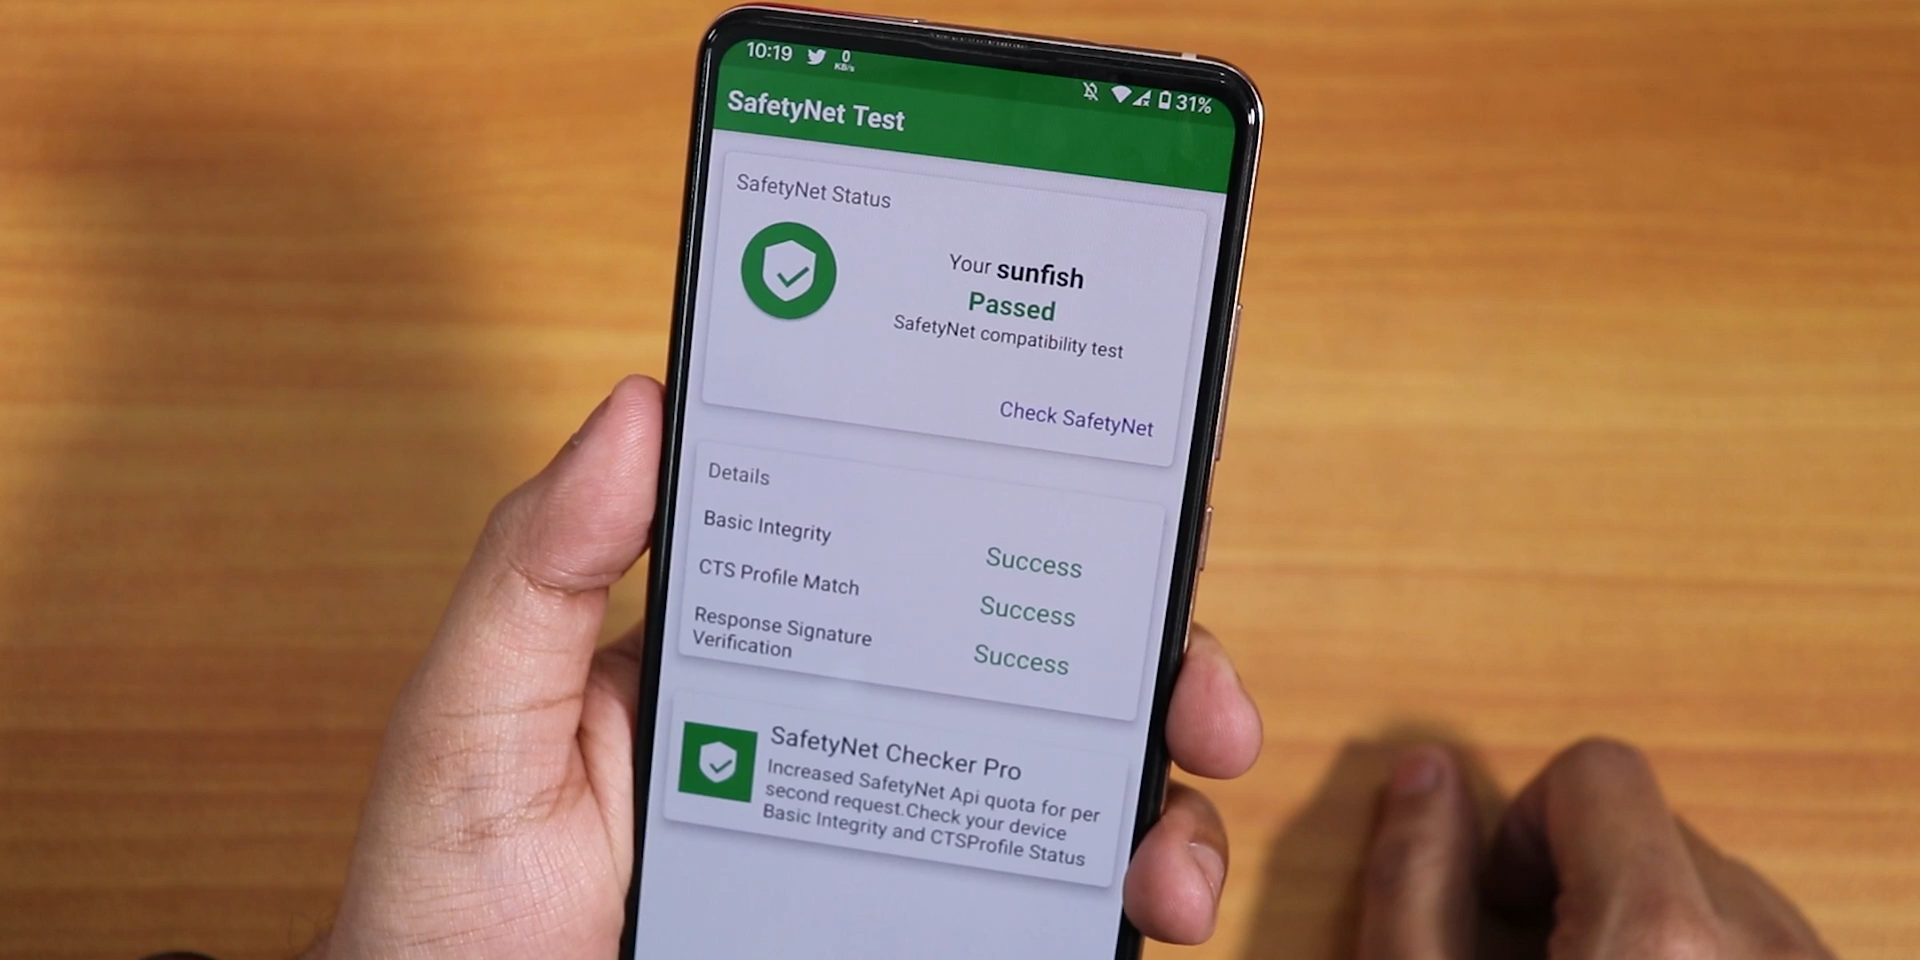 10:19 0 KB/s 31%
SafetyNet Test
SafetyNet Status
Your sunfish
Passed
SafetyNet compatibility test
Check SafetyNet
Details
Basic Integrity Success
CTS Profile Match Success
Response Signature
Verification Success
SafetyNet Checker Pro
Increased SafetyNet Api quota for per
second request.Check your device
Basic Integrity and CTSProfile Status